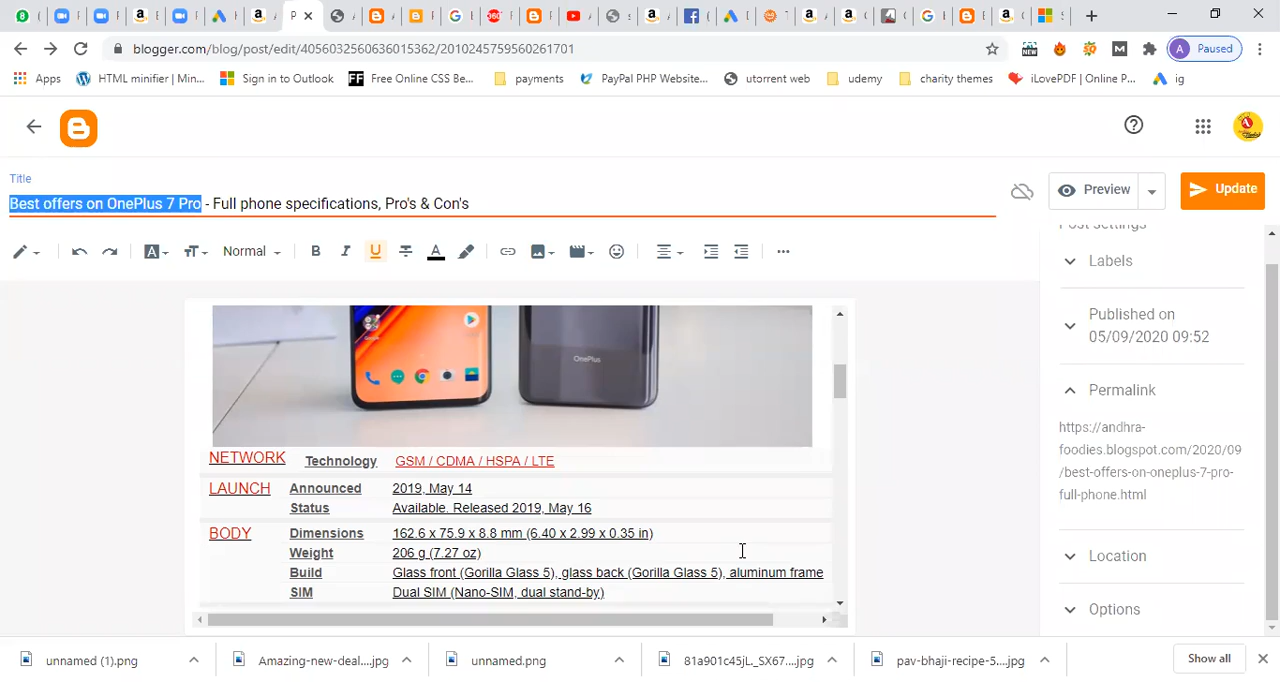 Paused
blogger.com/blog/post/edit/4056032560636015362/2010245759560261701
NEW
A
Apps
HTML minifier | Min...
Sign in to Outlook
FF
Free Online CSS Be...
payments
PayPal PHP Website...
utorrent web
udemy
charity themes
iLovePDF | Online P...
ig
Title
Best offers on OnePlus 7 Pro - Full phone specifications, Pro's & Con's
Preview
Update
Normal
B
I
U
S
A
Post settings
Labels
Published on
05/09/2020 09:52
Permalink
https://andhra-
foodies.blogspot.com/2020/09
/best-offers-on-oneplus-7-pro-
full-phone.html
Location
Options
OnePlus
NETWORK Technology GSM / CDMA / HSPA / LTE
LAUNCH Announced 2019, May 14
Status Available. Released 2019, May 16
BODY Dimensions 162.6 x 75.9 x 8.8 mm (6.40 x 2.99 x 0.35 in)
Weight 206 g (7.27 oz)
Build Glass front (Gorilla Glass 5), glass back (Gorilla Glass 5), aluminum frame
SIM Dual SIM (Nano-SIM, dual stand-by)
unnamed (1).png
Amazing-new-deal....jpg
unnamed.png
81a901c45jL._SX67....jpg
pav-bhaji-recipe-5....jpg
Show all